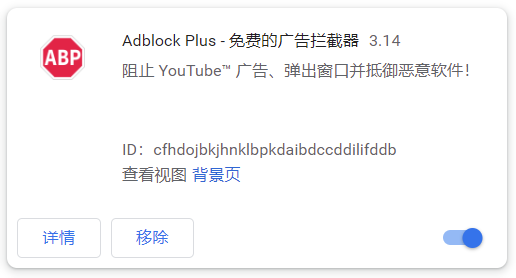 ABP
Adblock Plus - 免费的广告拦截器 3.14
阻止 YouTube™ 广告、弹出窗口并抵御恶意软件！
ID：cfhdojbkjhnklbpkdaibdccddilifddb
查看视图 背景页
详情 移除